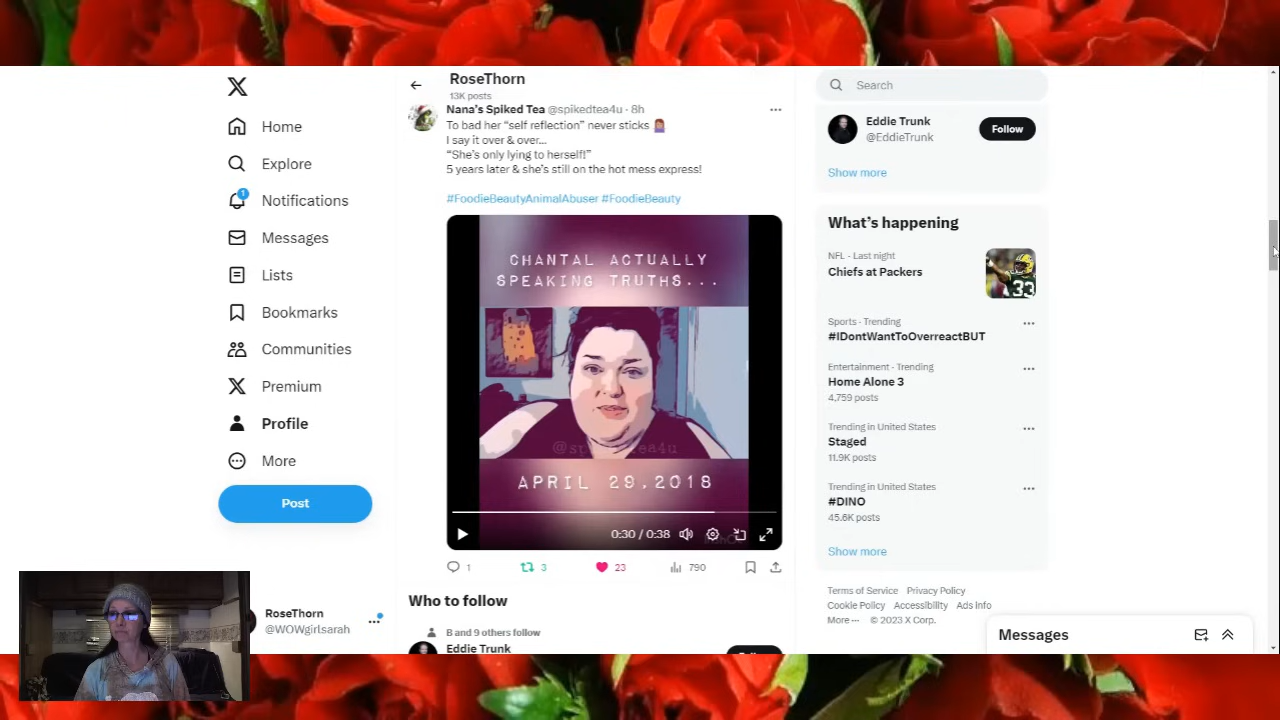 RoseThorn
13K posts
Nana's Spiked Tea @spikedtea4u · 8h
To bad her “self reflection” never sticks
I say it over & over...
“She's only lying to herself!”
5 years later & she's still on the hot mess express!
#FoodieBeautyAnimalAbuser #FoodieBeauty
CHANTAL ACTUALLY
SPEAKING TRUTHS...
APRIL 29,2018
0:30 / 0:38
1
3
23
790
Who to follow
8 and 9 others follow
Eddie Trunk
X
Home
Explore
1
Notifications
Messages
Lists
Bookmarks
Communities
X
Premium
Profile
More
Post
RoseThorn
@WOWgirlsarah
Search
Eddie Trunk
@EddieTrunk
Follow
Show more
What's happening
NFL · Last night
Chiefs at Packers
33
Sports · Trending
#IDontWantToOverreactBUT
Entertainment · Trending
Home Alone 3
4,759 posts
Trending in United States
Staged
11.9K posts
Trending in United States
#DINO
45.6K posts
Show more
Terms of Service Privacy Policy
Cookie Policy Accessibility Ads info
More ··· © 2023 X Corp.
Messages